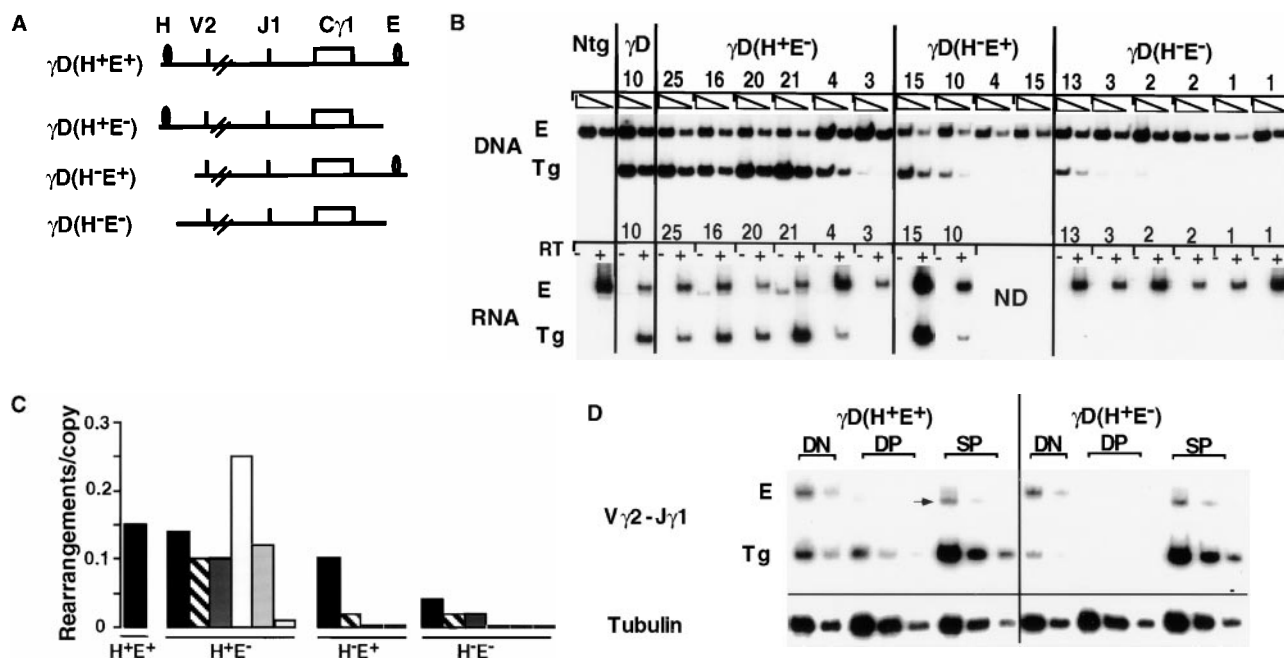 A
H V2 J1 Cγ1 E
γD(H+E+)
γD(H+E-)
γD(H-E+)
γD(H-E-)
B
Ntg γD γD(H+E-) γD(H-E+) γD(H-E-)
10 25 16 20 21 4 3 15 10 4 15 13 3 2 2 1 1
DNA
E
Tg
10 25 16 20 21 4 3 15 10 13 3 2 2 1 1
RT - + - + - + - + - + - + - + - + - + - + - + - + - + - + - + - +
RNA
E
Tg
ND
C
Rearrangements/copy
0.3
0.2
0.1
0
H+E+ H+E- H-E+ H-E-
D
γD(H+E+) γD(H+E-)
DN DP SP DN DP SP
Vγ2-Jγ1
E
Tg
Tubulin